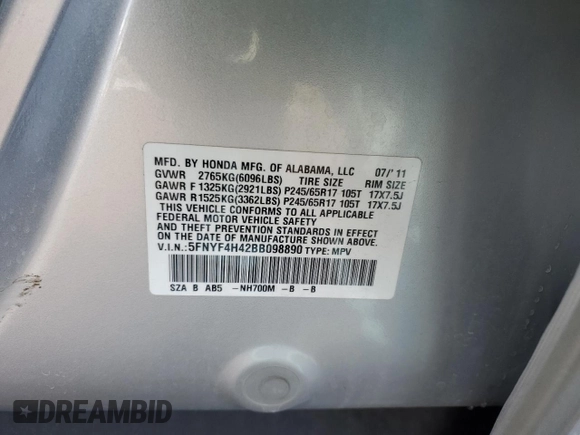 MFD. BY HONDA MFG. OF ALABAMA, LLC 07/'11
GVWR 2765KG(6096LBS) TIRE SIZE RIM SIZE
GAWR F 1325KG(2921LBS) P245/65R17 105T 17X7.5J
GAWR R 1525KG(3362LBS) P245/65R17 105T 17X7.5J
THIS VEHICLE CONFORMS TO ALL APPLICABLE
FEDERAL MOTOR VEHICLE SAFETY
AND THEFT PREVENTION STANDARDS IN EFFECT
ON THE DATE OF MANUFACTURE SHOWN ABOVE.
V.I.N.:5FNYF4H42BB098890 TYPE: MPV
SZA B AB5 -NH700M -B -B
DREAMBID